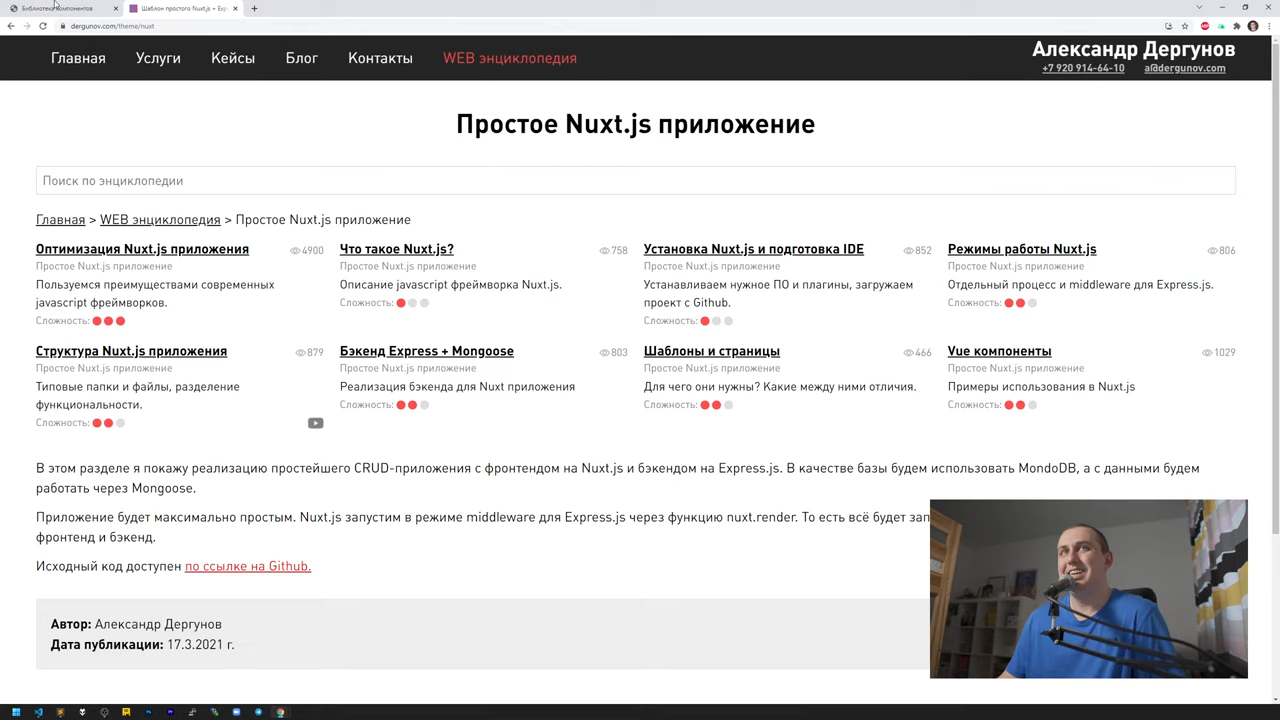 Библиотека компонентов
Шаблон простого Nuxt.js + Exp
dergunov.com/theme/nuxt
Главная Услуги Кейсы Блог Контакты WEB энциклопедия
Александр Дергунов
+7 920 914-64-10 a@dergunov.com
Простое Nuxt.js приложение
Поиск по энциклопедии
Главная > WEB энциклопедия > Простое Nuxt.js приложение
Оптимизация Nuxt.js приложения 4900
Простое Nuxt.js приложение
Пользуемся преимуществами современных
javascript фреймворков.
Сложность:
Что такое Nuxt.js? 758
Простое Nuxt.js приложение
Описание javascript фреймворка Nuxt.js.
Сложность:
Установка Nuxt.js и подготовка IDE 852
Простое Nuxt.js приложение
Устанавливаем нужное ПО и плагины, загружаем
проект с Github.
Сложность:
Режимы работы Nuxt.js 806
Простое Nuxt.js приложение
Отдельный процесс и middleware для Express.js.
Сложность:
Структура Nuxt.js приложения 879
Простое Nuxt.js приложение
Типовые папки и файлы, разделение
функциональности.
Сложность:
Бэкенд Express + Mongoose 803
Простое Nuxt.js приложение
Реализация бэкенда для Nuxt приложения
Сложность:
Шаблоны и страницы 466
Простое Nuxt.js приложение
Для чего они нужны? Какие между ними отличия.
Сложность:
Vue компоненты 1029
Простое Nuxt.js приложение
Примеры использования в Nuxt.js
Сложность:
В этом разделе я покажу реализацию простейшего CRUD-приложения с фронтендом на Nuxt.js и бэкендом на Express.js. В качестве базы будем использовать MondoDB, а с данными будем
работать через Mongoose.
Приложение будет максимально простым. Nuxt.js запустим в режиме middleware для Express.js через функцию nuxt.render. То есть всё будет зап
фронтенд и бэкенд.
Исходный код доступен по ссылке на Github.
Автор: Александр Дергунов
Дата публикации: 17.3.2021 г.